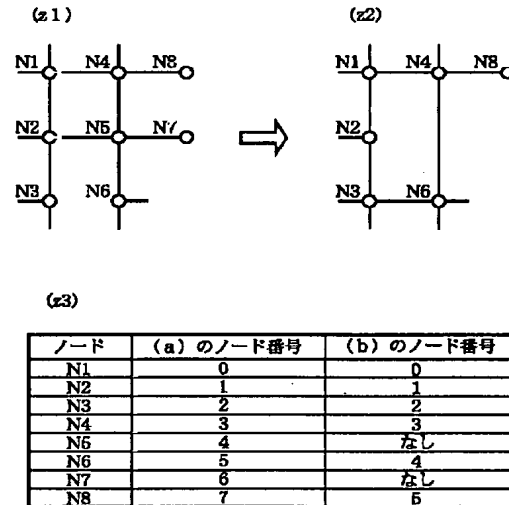 (z1) (z2)
N1 N4 N8 N1 N4 N8
N2 N5 N7 N2
N3 N6 N3 N6
(z3)
ノード (a)のノード番号 (b)のノード番号
N1 0 0
N2 1 1
N3 2 2
N4 3 3
N5 4 なし
N6 5 4
N7 6 なし
N8 7 5